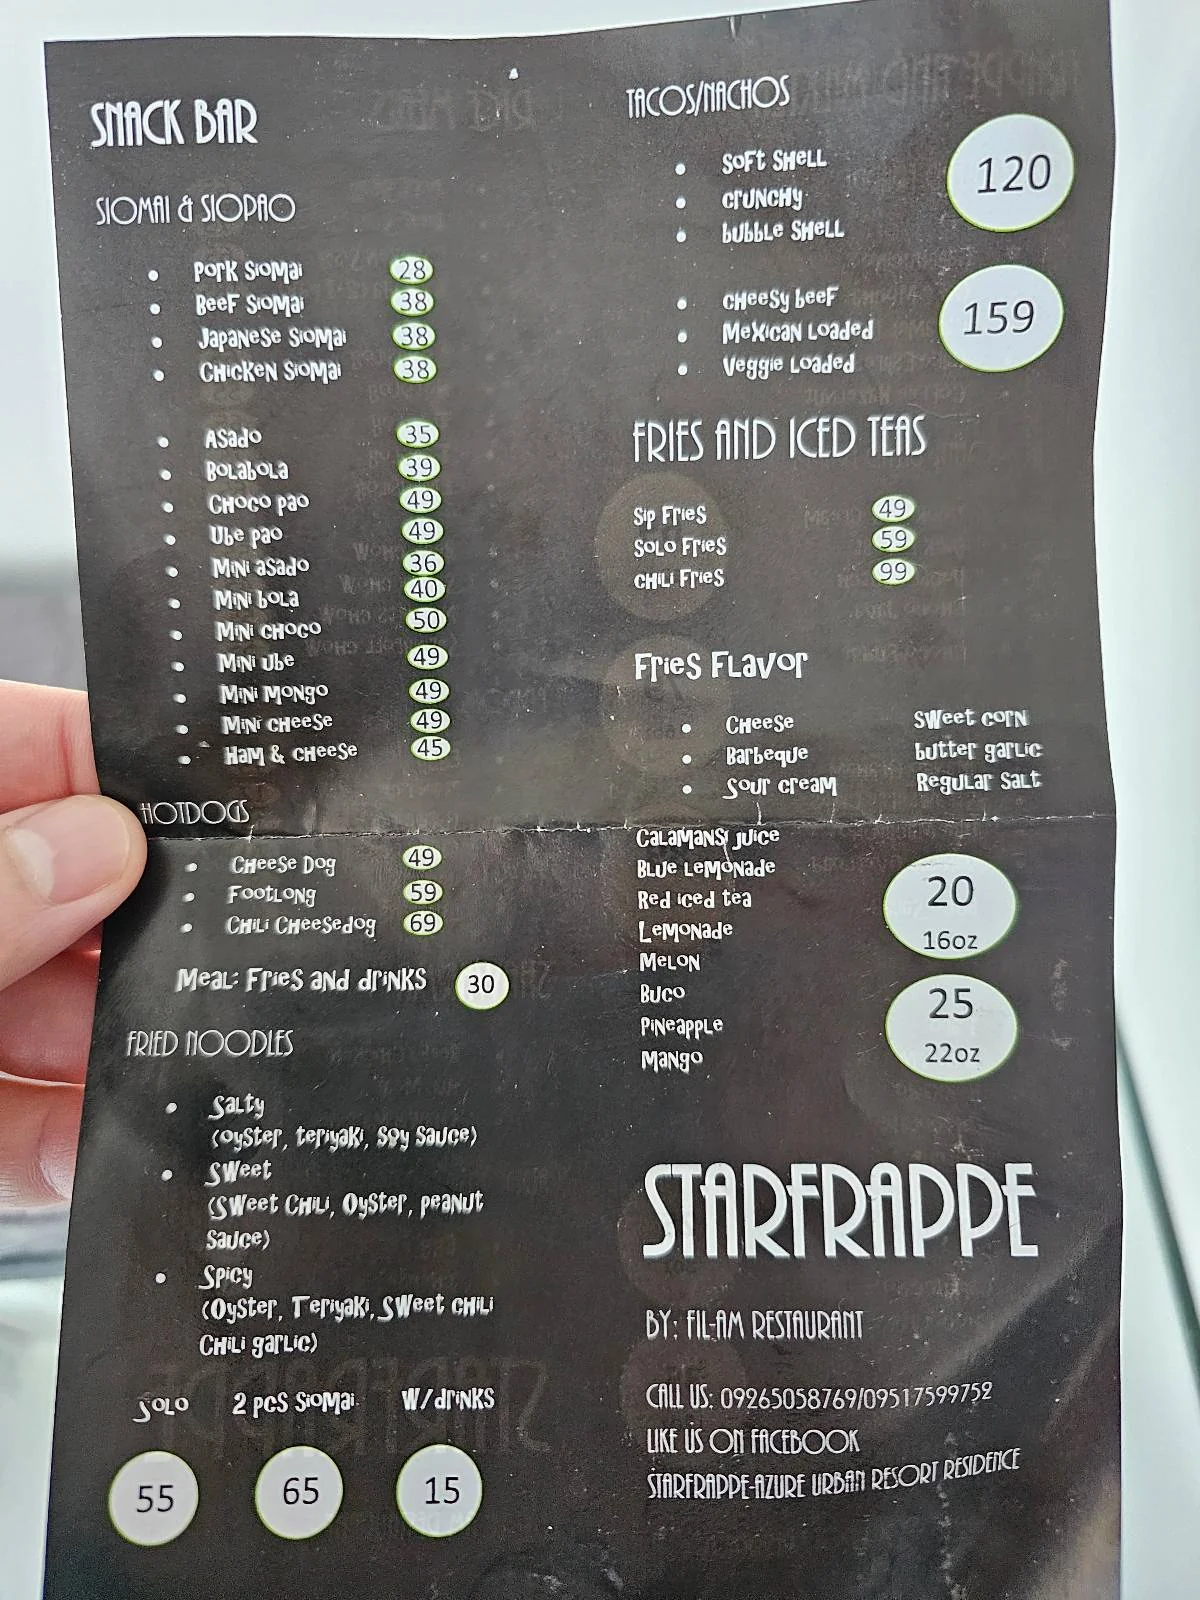 SNACK BAR
SIOMAI & SIOPAO
Pork Siomai 28
Beef Siomai 38
Japanese Siomai 38
Chicken Siomai 38
Asado 35
Bolabola 39
Choco pao 49
Ube pao 49
Mini asado 36
Mini bola 40
Mini choco 50
Mini Ube 49
Mini Mongo 49
Mini cheese 49
Ham & cheese 45
HOTDOGS
Cheese Dog 49
Footlong 59
Chili Cheesedog 69
Meal: Fries and drinks 30
FRIED NOODLES
Salty
(oyster, teriyaki, Soy Sauce)
Sweet
(Sweet Chili, Oyster, peanut
Sauce)
Spicy
(Oyster, Teriyaki, Sweet chili
Chili garlic)
Solo 2 pcs Siomai W/drinks
55 65 15
TACOS/NACHOS
Soft Shell
Crunchy
bubble Shell
120
cheesy beef
Mexican Loaded
Veggie Loaded
159
FRIES AND ICED TEAS
Sip Fries 49
Solo Fries 59
Chili Fries 99
Fries Flavor
Cheese Sweet corn
Barbeque butter garlic
Sour cream Regular Salt
Calamansi juice
Blue Lemonade
Red iced tea
Lemonade
Melon
Buco
Pineapple
Mango
20
16oz
25
22oz
STARFRAPPE
BY: FIL-AM RESTAURANT
CALL US: 09265058769/09517599752
LIKE US ON FACEBOOK
STARFRAPPE-AZURE URBAN RESORT RESIDENCE